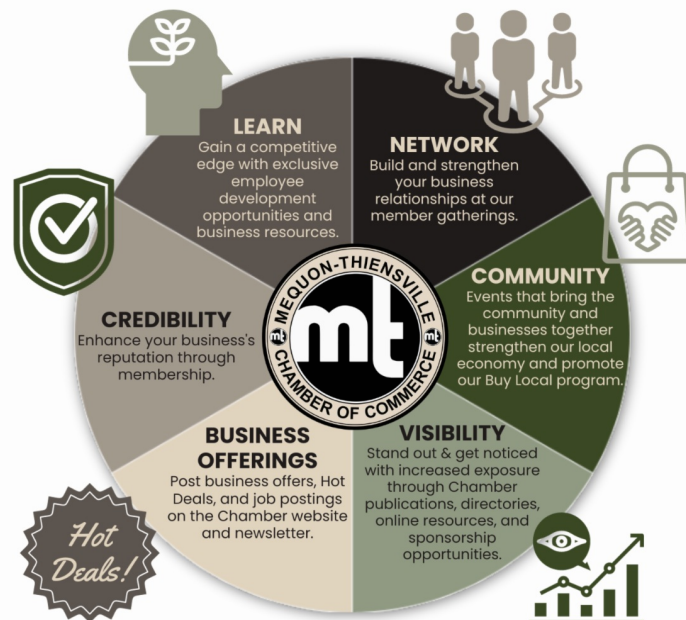 LEARN
Gain a competitive
edge with exclusive
employee
development
opportunities and
business resources.
NETWORK
Build and strengthen
your business
relationships at our
member gatherings.
COMMUNITY
Events that bring the
community and
businesses together
strengthen our local
economy and promote
our Buy Local program.
CREDIBILITY
Enhance your business's
reputation through
membership.
MEQUON-THIENSVILLE
mt
mt
mt
CHAMBER OF COMMERCE
BUSINESS
OFFERINGS
Post business offers, Hot
Deals, and job postings
on the Chamber website
and newsletter.
VISIBILITY
Stand out & get noticed
with increased exposure
through Chamber
publications, directories,
online resources, and
sponsorship
opportunities.
Hot
Deals!